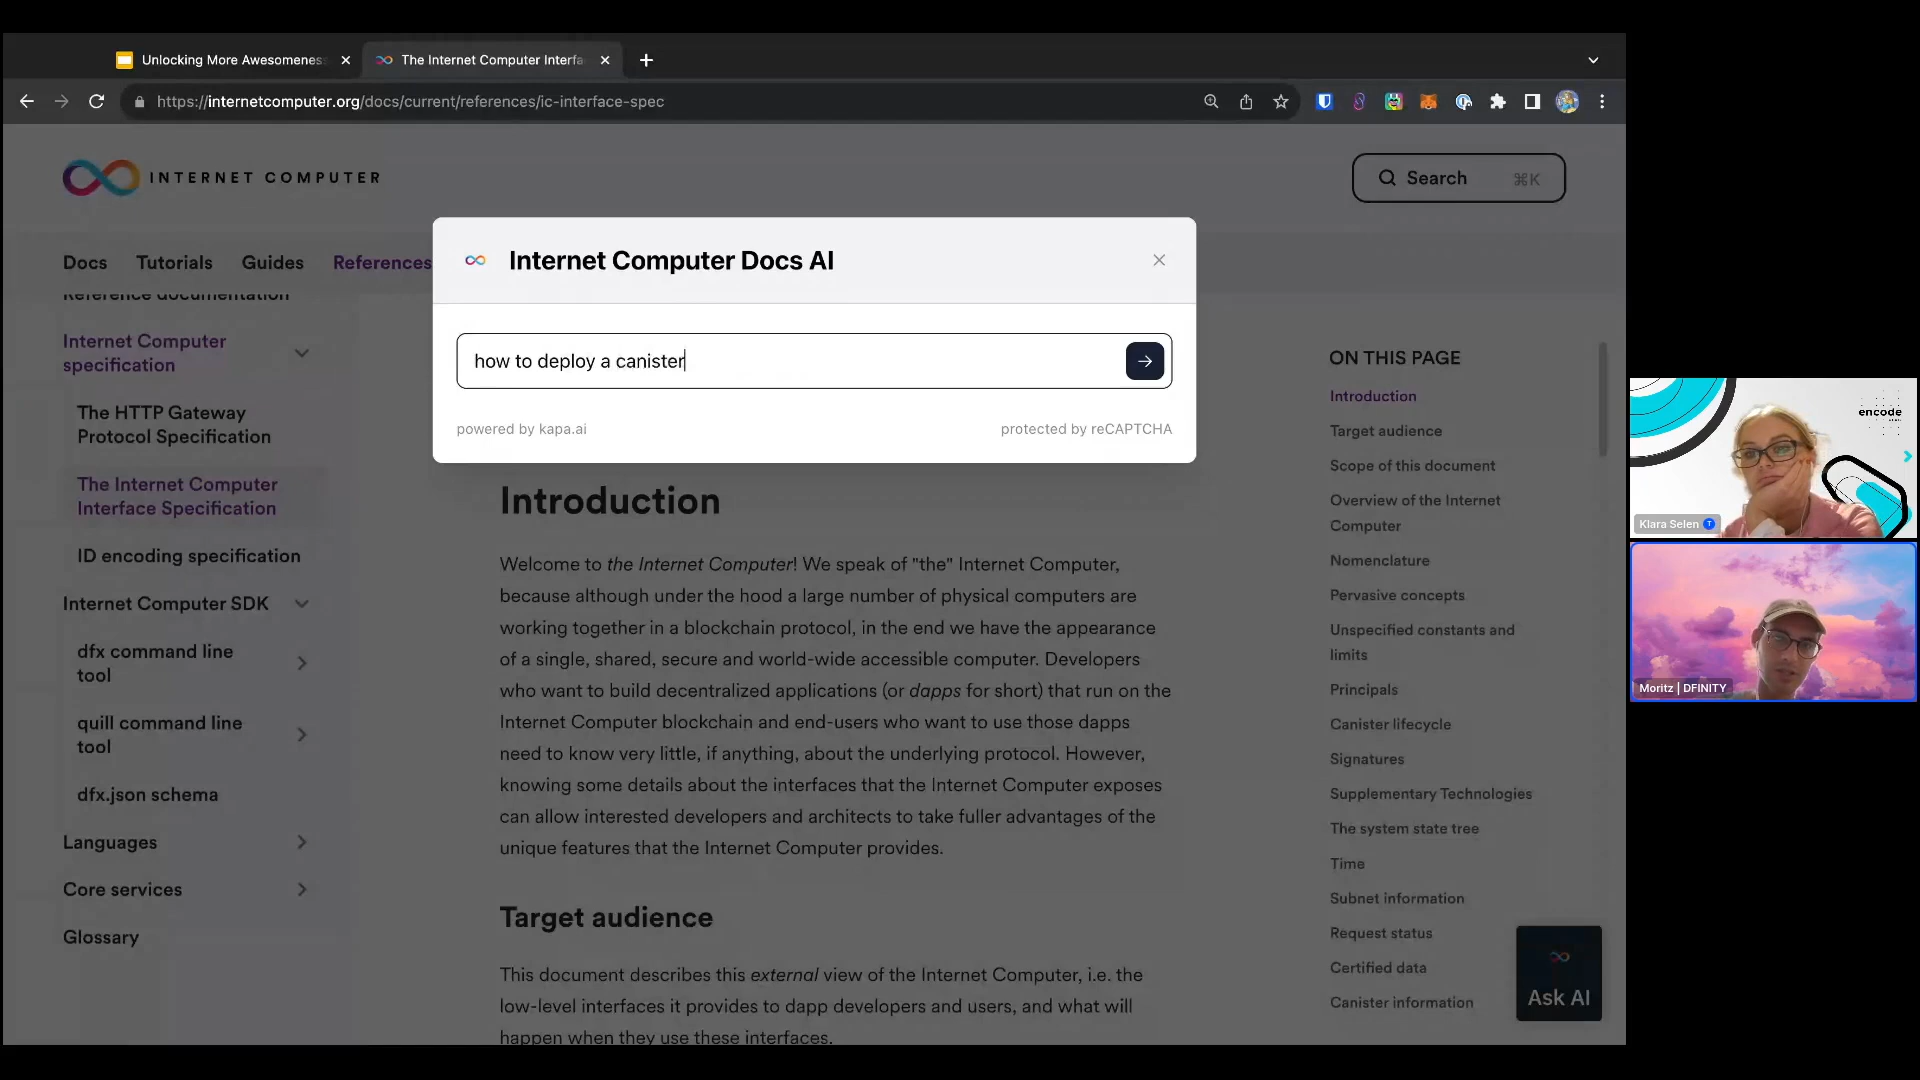 Unlocking More Awesomenes
The Internet Computer Interfa
https://internetcomputer.org/docs/current/references/ic-interface-spec
INTERNET COMPUTER
Search ⌘K
Docs Tutorials Guides References
Internet Computer Docs AI
how to deploy a canister
powered by kapa.ai
protected by reCAPTCHA
Reference documentation
Internet Computer
specification
The HTTP Gateway
Protocol Specification
The Internet Computer
Interface Specification
ID encoding specification
Internet Computer SDK
dfx command line
tool
quill command line
tool
dfx.json schema
Languages
Core services
Glossary
Introduction
Welcome to the Internet Computer! We speak of "the" Internet Computer,
because although under the hood a large number of physical computers are
working together in a blockchain protocol, in the end we have the appearance
of a single, shared, secure and world-wide accessible computer. Developers
who want to build decentralized applications (or dapps for short) that run on the
Internet Computer blockchain and end-users who want to use those dapps
need to know very little, if anything, about the underlying protocol. However,
knowing some details about the interfaces that the Internet Computer exposes
can allow interested developers and architects to take fuller advantages of the
unique features that the Internet Computer provides.
Target audience
This document describes this external view of the Internet Computer, i.e. the
low-level interfaces it provides to dapp developers and users, and what will
happen when they use these interfaces.
ON THIS PAGE
Introduction
Target audience
Scope of this document
Overview of the Internet
Computer
Nomenclature
Pervasive concepts
Unspecified constants and
limits
Principals
Canister lifecycle
Signatures
Supplementary Technologies
The system state tree
Time
Subnet information
Request status
Certified data
Canister information
Ask AI
encode
Klara Selen
Moritz | DFINITY